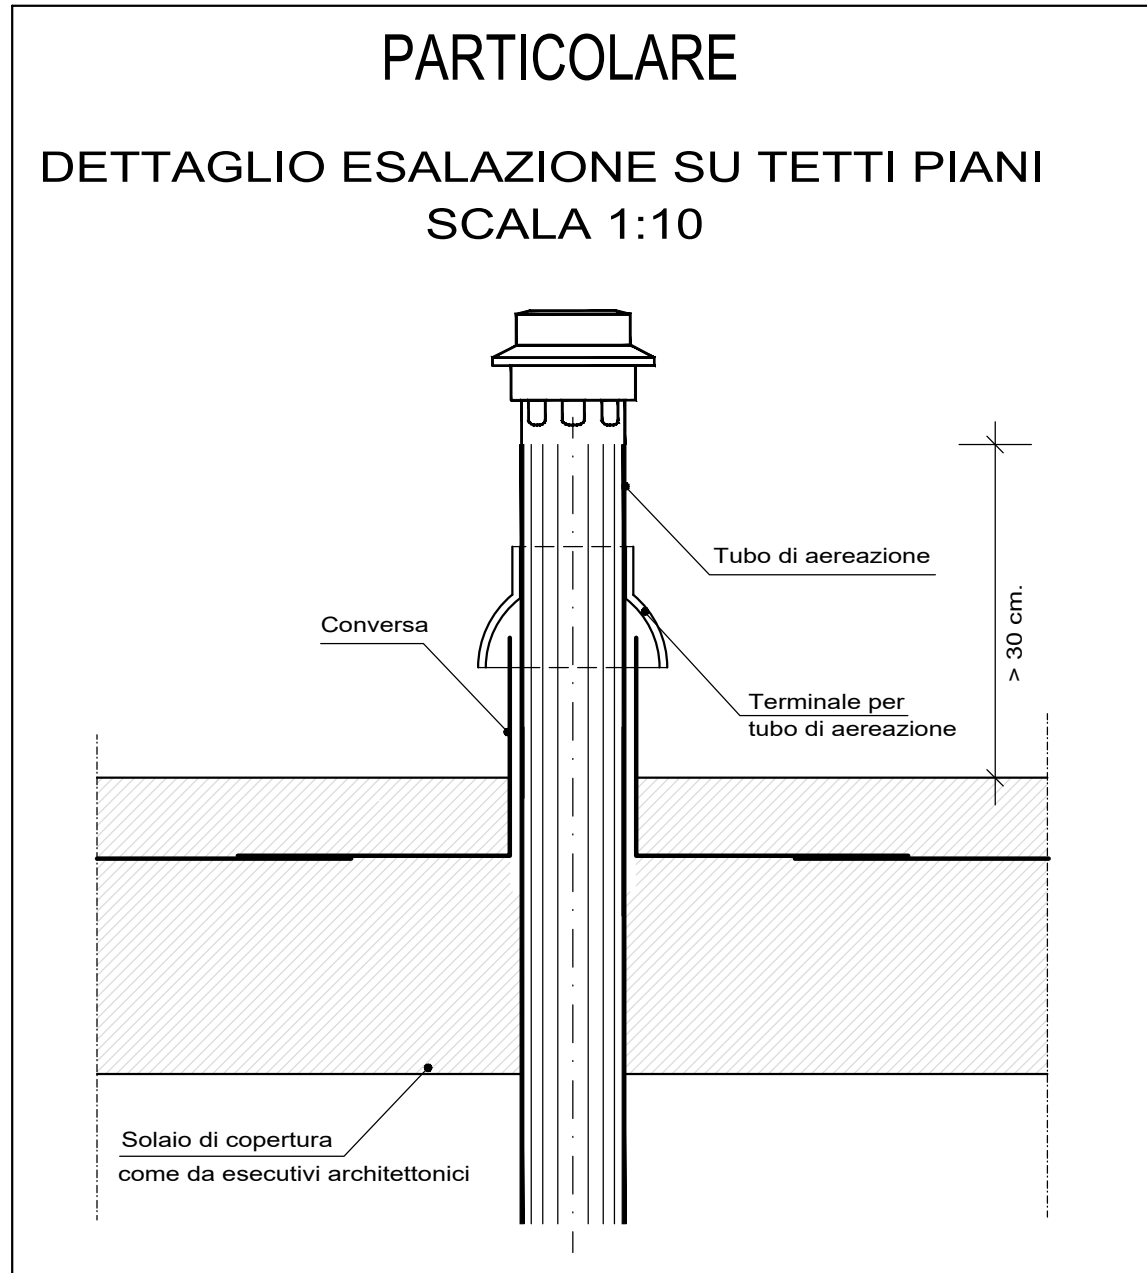 PARTICOLARE
DETTAGLIO ESALAZIONE SU TETTI PIANI
SCALA 1:10
Tubo di aereazione
Conversa
> 30 cm.
Terminale per
tubo di aereazione
Solaio di copertura
come da esecutivi architettonici